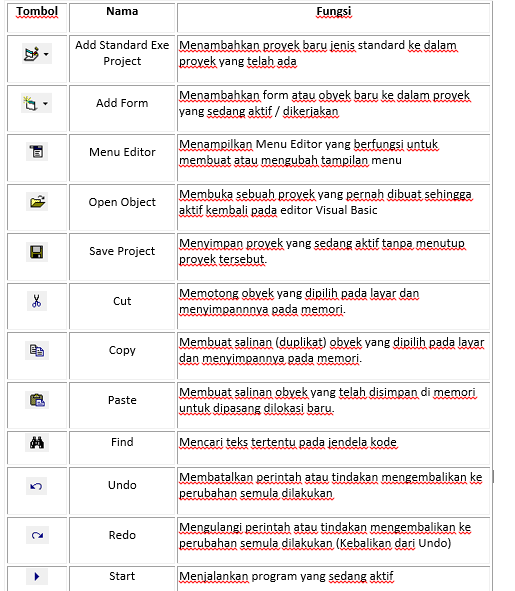 Tombol Nama Fungsi
Add Standard Exe Project
Menambahkan proyek baru jenis standard ke dalam
proyek yang telah ada
Add Form
Menambahkan form atau obyek baru ke dalam proyek
yang sedang aktif / dikerjakan
Menu Editor
Menampilkan Menu Editor yang berfungsi untuk
membuat atau mengubah tampilan menu
Open Object
Membuka sebuah proyek yang pernah dibuat sehingga
aktif kembali pada editor Visual Basic
Save Project
Menyimpan proyek yang sedang aktif tanpa menutup
proyek tersebut.
Cut
Memotong obyek yang dipilih pada layar dan
menyimpannnya pada memori.
Copy
Membuat salinan (duplikat) obyek yang dipilih pada layar
dan menyimpannya pada memori.
Paste
Membuat salinan obyek yang telah disimpan di memori
untuk dipasang dilokasi baru.
Find
Mencari teks tertentu pada jendela kode
Undo
Membatalkan perintah atau tindakan mengembalikan ke
perubahan semula dilakukan
Redo
Mengulangi perintah atau tindakan mengembalikan ke
perubahan semula dilakukan (Kebalikan dari Undo)
Start
Menjalankan program yang sedang aktif